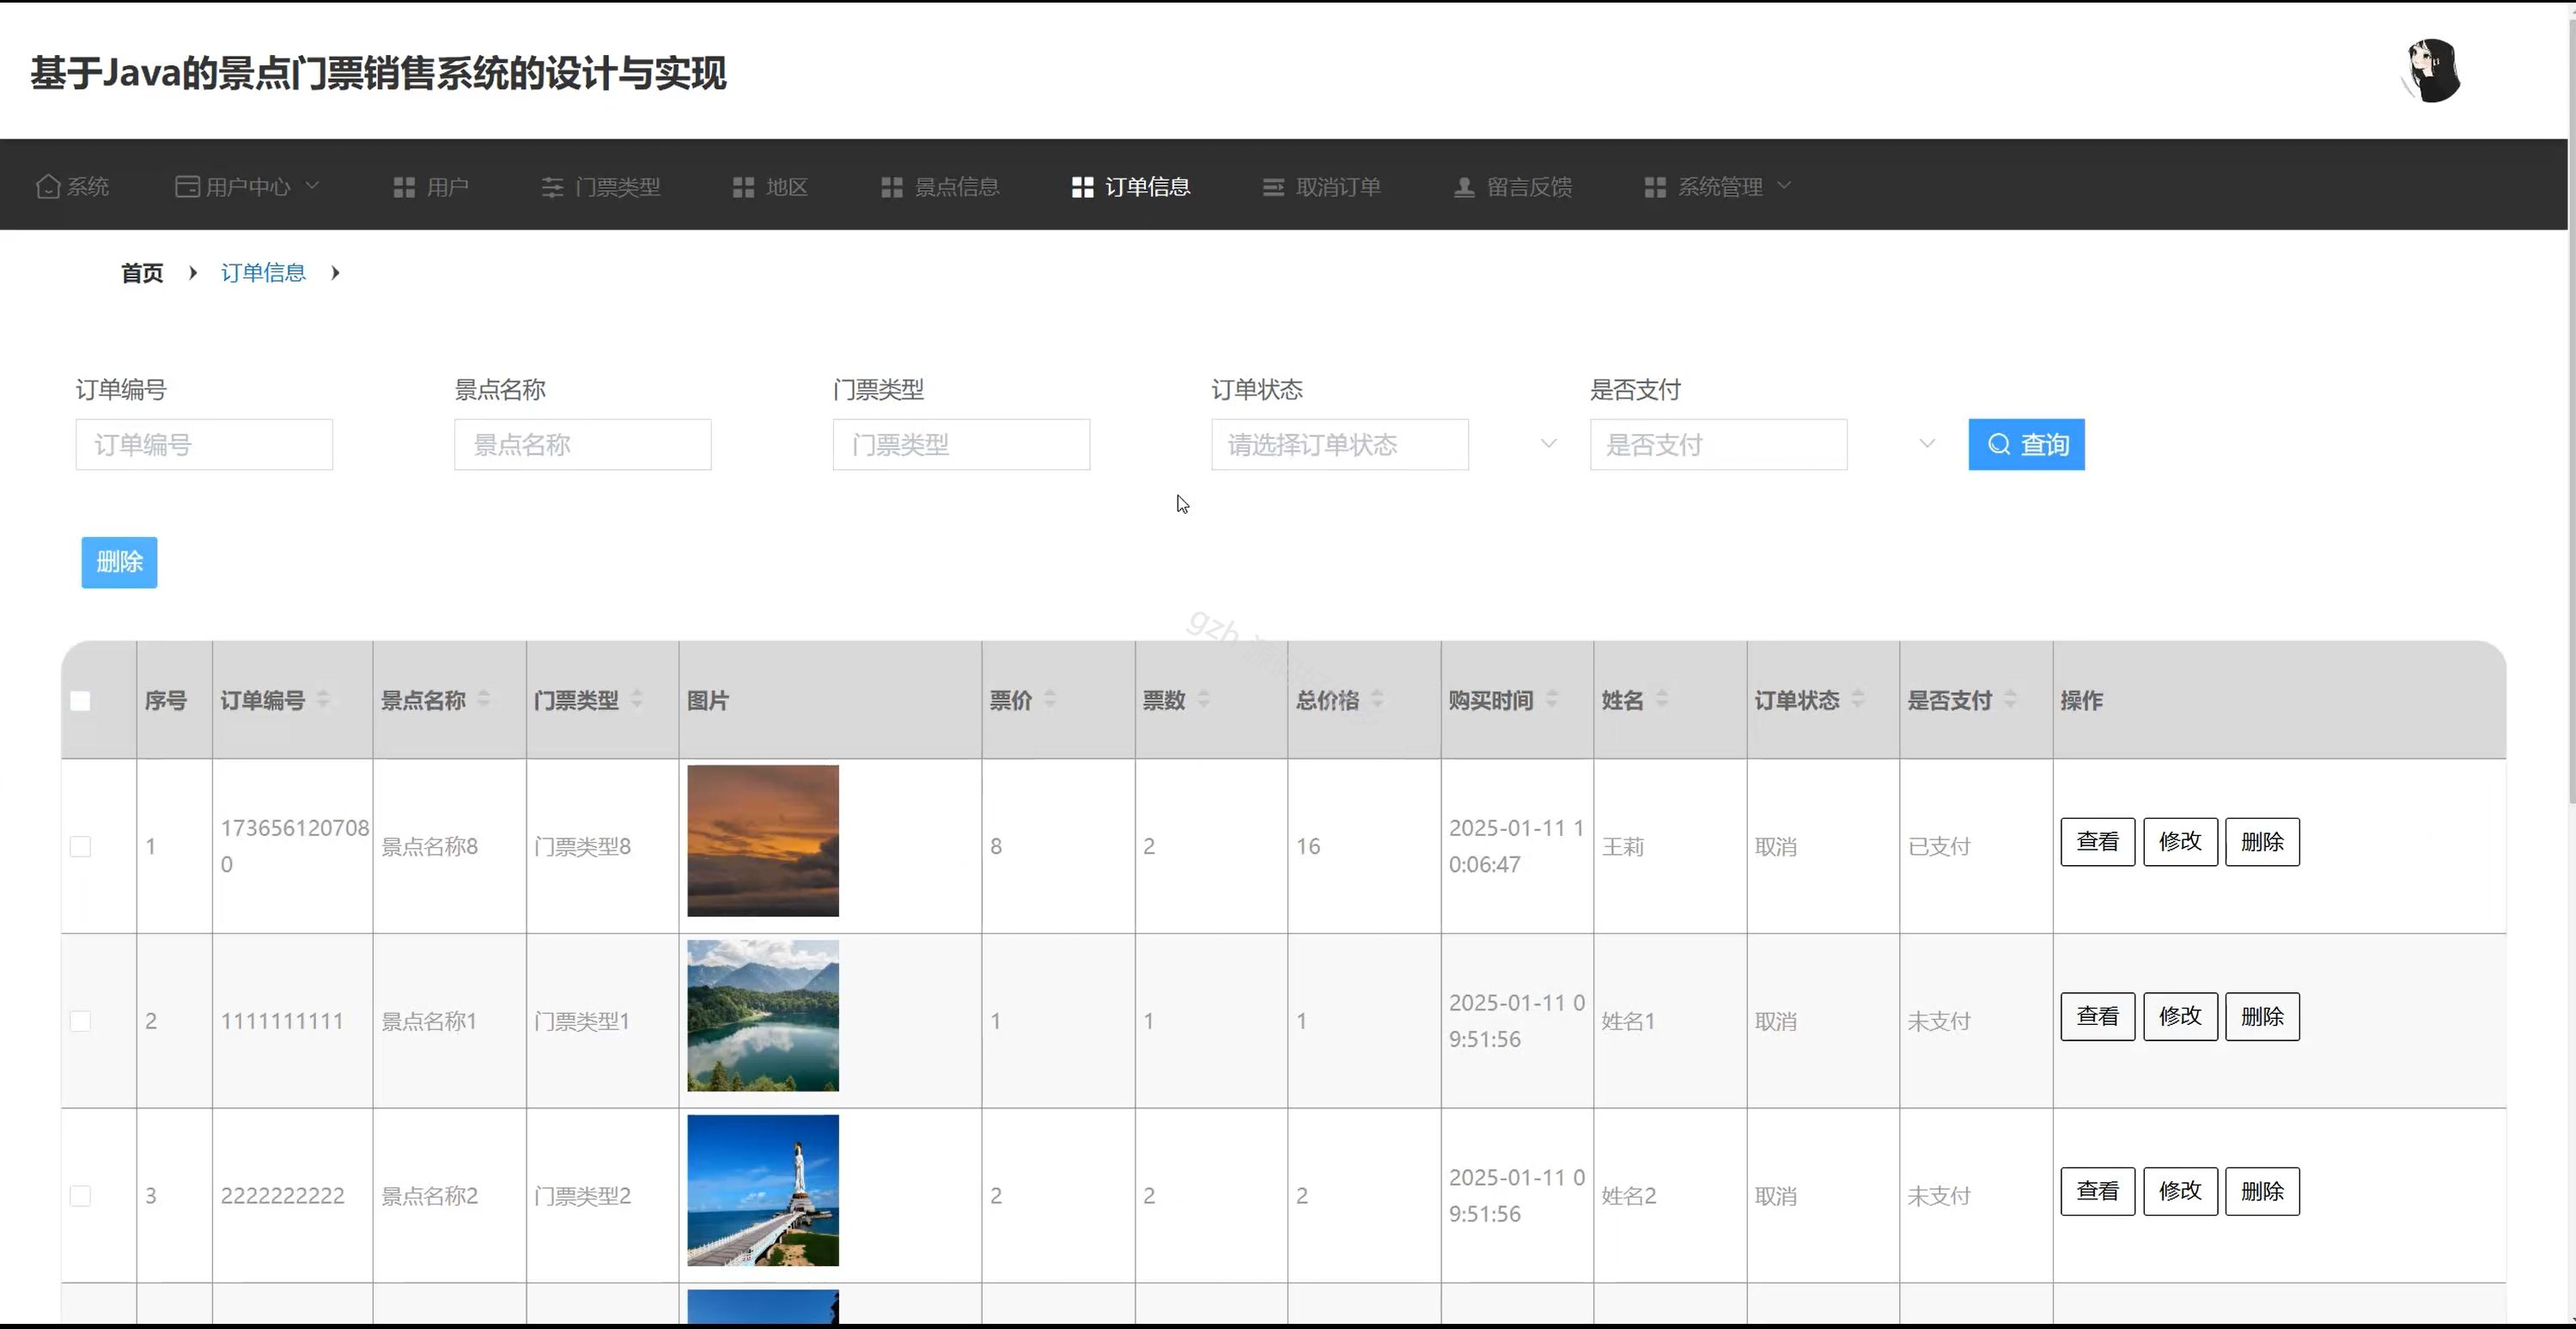 基于Java的景点门票销售系统的设计与实现
系统 用户中心 用户 门票类型 地区 景点信息 订单信息 取消订单 留言反馈 系统管理
首页 订单信息
订单编号 景点名称 门票类型 订单状态 是否支付
订单编号 景点名称 门票类型 请选择订单状态 是否支付 查询
删除
gzh
序号 订单编号 景点名称 门票类型 图片 票价 票数 总价格 购买时间 姓名 订单状态 是否支付 操作
173656120708 2025-01-11 1
1 景点名称8 门票类型8 8 2 16 王莉 取消 已支付 查看 修改 删除
0 0:06:47
2025-01-11 0
2 1111111111 景点名称1 门票类型1 1 1 1 姓名1 取消 未支付 查看 修改 删除
9:51:56
2025-01-11 0
3 2222222222 景点名称2 门票类型2 2 2 2 姓名2 取消 未支付 查看 修改 删除
9:51:56